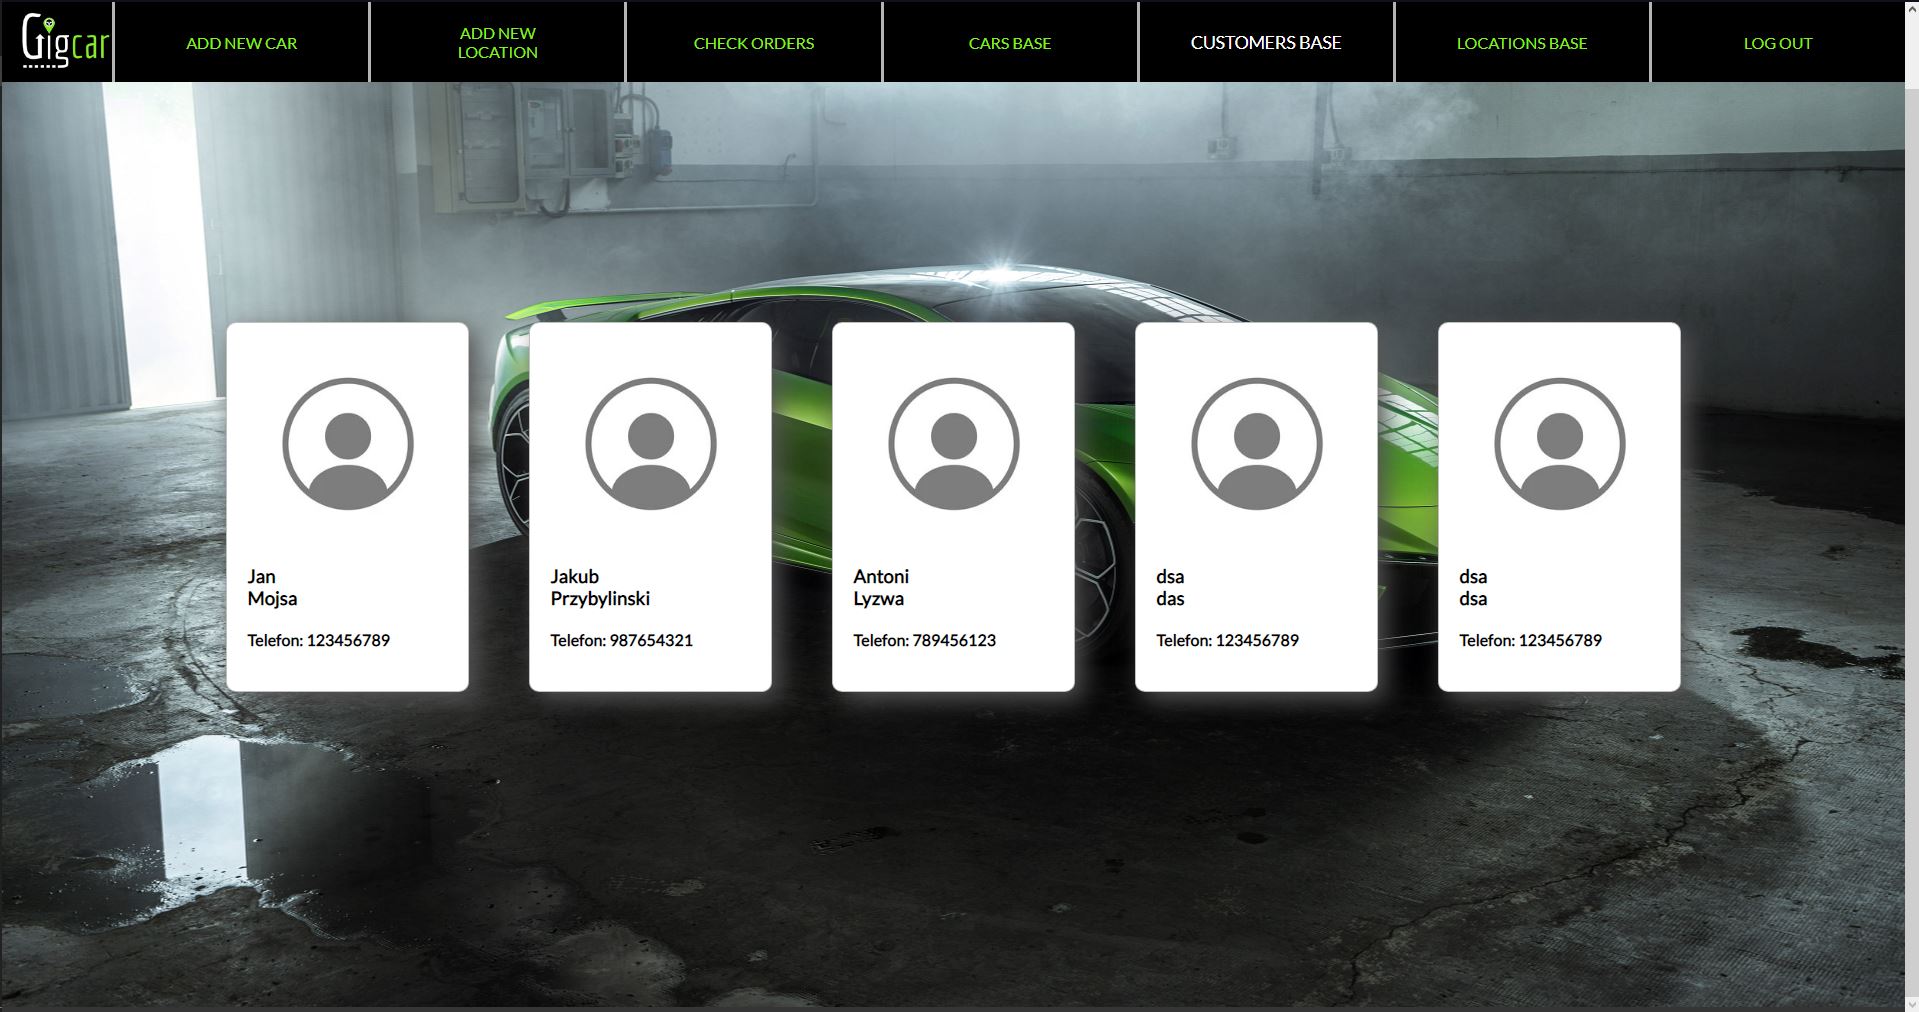 Gigcar
ADD NEW CAR
ADD NEW
LOCATION
CHECK ORDERS
CARS BASE
CUSTOMERS BASE
LOCATIONS BASE
LOG OUT
Jan
Mojsa
Telefon: 123456789
Jakub
Przybylinski
Telefon: 987654321
Antoni
Lyzwa
Telefon: 789456123
dsa
das
Telefon: 123456789
dsa
dsa
Telefon: 123456789